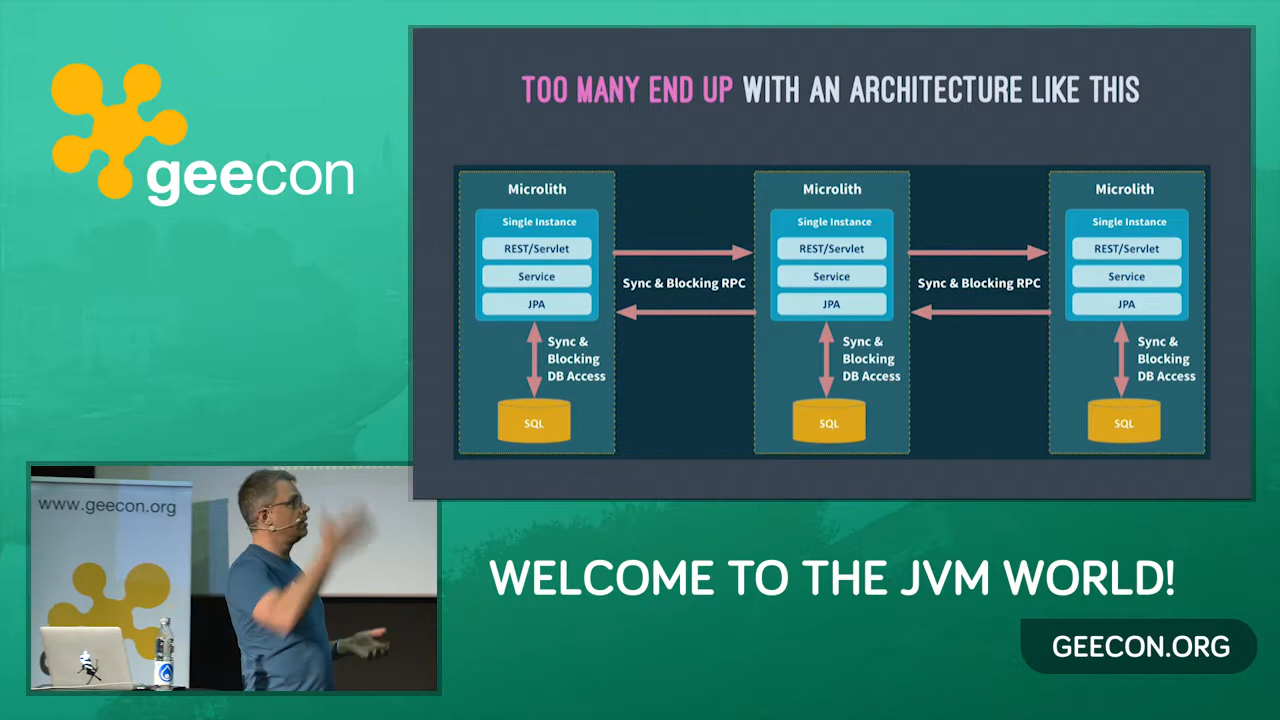 geecon
TOO MANY END UP WITH AN ARCHITECTURE LIKE THIS
Microlith
Single Instance
REST/Servlet
Service
JPA
Sync &
Blocking
DB Access
SQL
Sync & Blocking RPC
Microlith
Single Instance
REST/Servlet
Service
JPA
Sync &
Blocking
DB Access
SQL
Sync & Blocking RPC
Microlith
Single Instance
REST/Servlet
Service
JPA
Sync &
Blocking
DB Access
SQL
www.geecon.org
WELCOME TO THE JVM WORLD!
GEECON.ORG